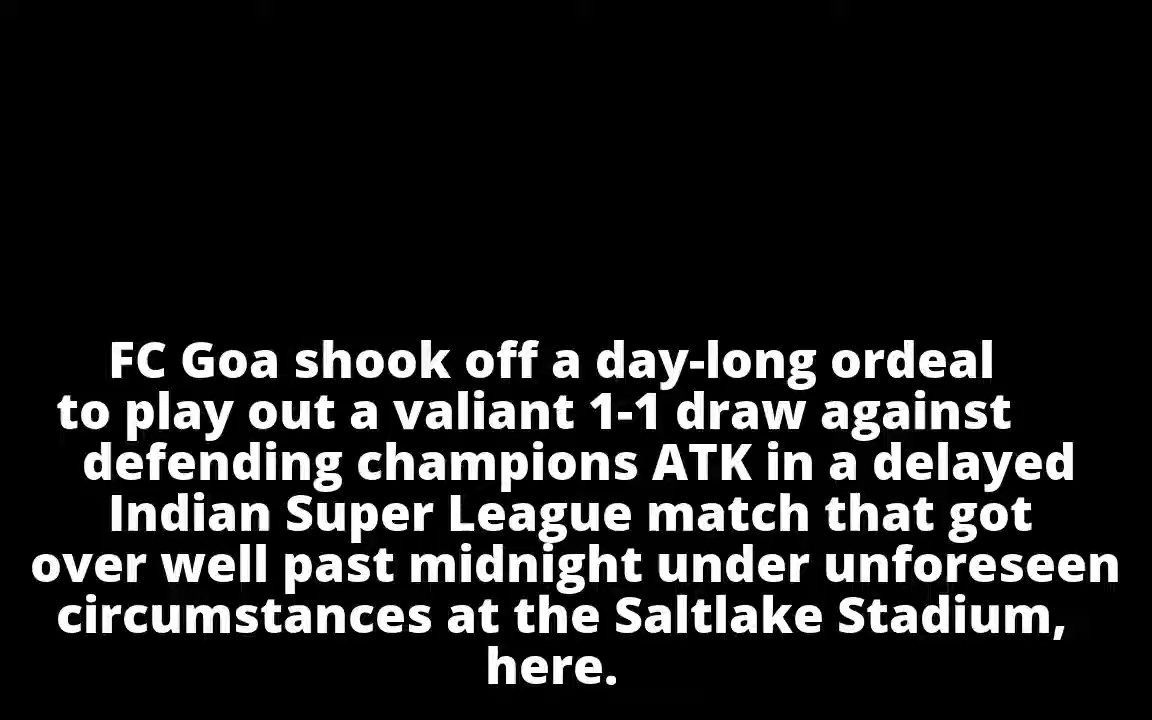 FC Goa shook off a day-long ordeal
to play out a valiant 1-1 draw against
defending champions ATK in a delayed
Indian Super League match that got
over well past midnight under unforeseen
circumstances at the Saltlake Stadium,
here.